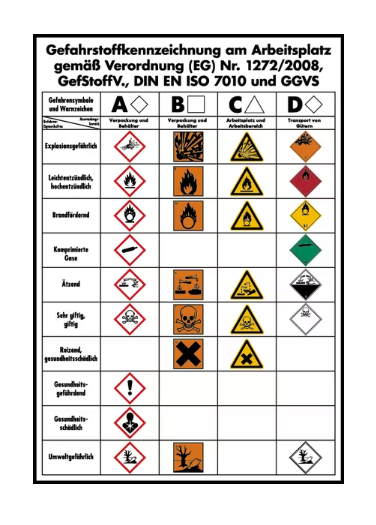 Gefahrstoffkennzeichnung am Arbeitsplatz
gemäß Verordnung (EG) Nr. 1272/2008,
GefStoffV., DIN EN ISO 7010 und GGVS
Gefahrensymbole
und Warnzeichen
A
B
C
D
Verpackung und
Behälter
Verpackung und
Behälter
Arbeitsplatz und
Arbeitsbereich
Transport von
Gütern
Explosionsgefährlich
Leichtentzündlich,
hochentzündlich
Brandfördernd
Komprimierte
Gase
Ätzend
Sehr giftig,
giftig
Reizend,
gesundheitsschädlich
Gesundheits-
gefährdend
Gesundheits-
schädlich
Umweltgefährlich